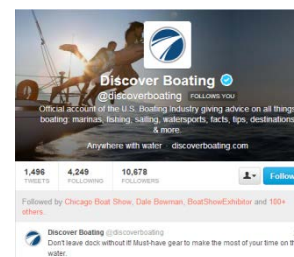 Discover Boating
@discoverboating FOLLOWS YOU
Official account of the U.S. Boating Industry giving advice on all things
boating: marinas, fishing, sailing, watersports, facts, tips, destinations
& more.
Anywhere with water discoverboating.com
1,496 4,249 10,678
TWEETS FOLLOWING FOLLOWERS
Follow
Followed by Chicago Boat Show, Dale Bowman, BoatShowExhibitor and 100+
others.
Discover Boating @discoverboating
Don't leave dock without it! Must-have gear to make the most of your time on th
water.